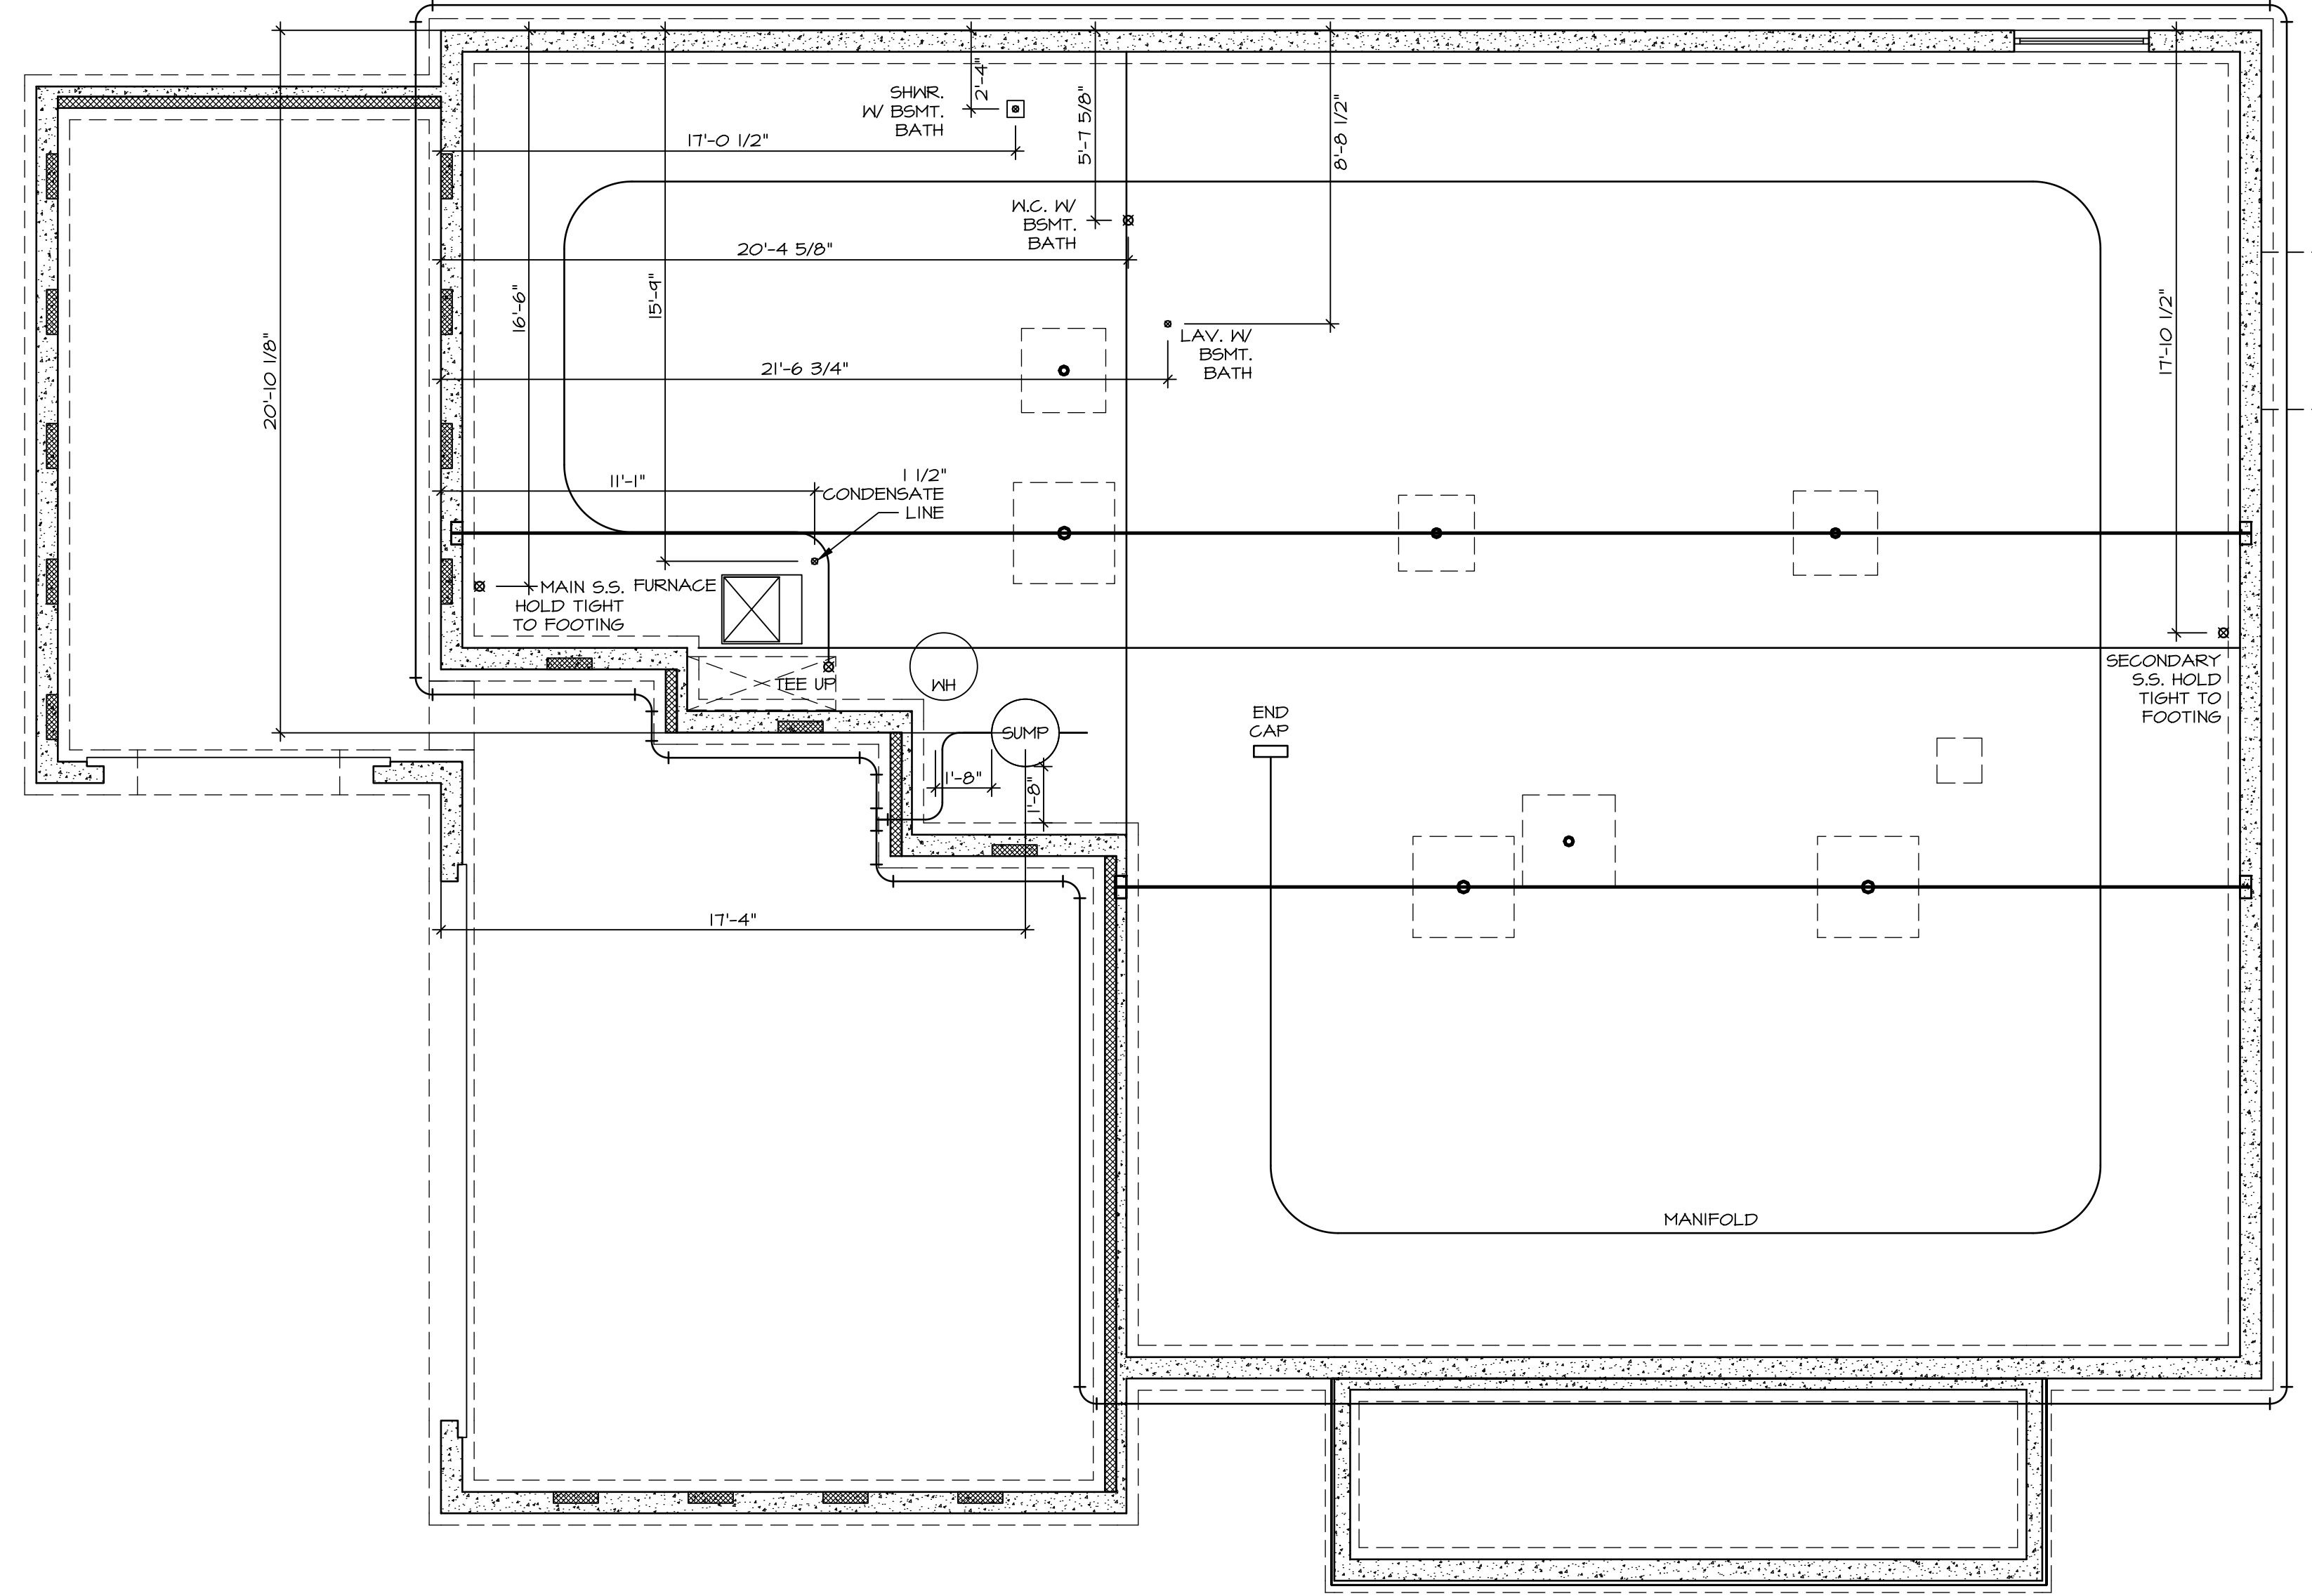 SHWR.
W/ BSMT.
BATH
2'-4"
17'-0 1/2"
5'-7 5/8"
8'-8 1/2"
W.C. W/
BSMT.
BATH
20'-4 5/8"
16'-6"
15'-9"
20'-10 1/8"
17'-10 1/2"
LAV. W/
BSMT.
BATH
21'-6 3/4"
11'-1"
1 1/2"
CONDENSATE
LINE
MAIN S.S.
HOLD TIGHT
TO FOOTING
FURNACE
TEE UP
WH
SECONDARY
S.S. HOLD
TIGHT TO
FOOTING
END
CAP
SUMP
1'-8"
1'-8"
17'-4"
MANIFOLD